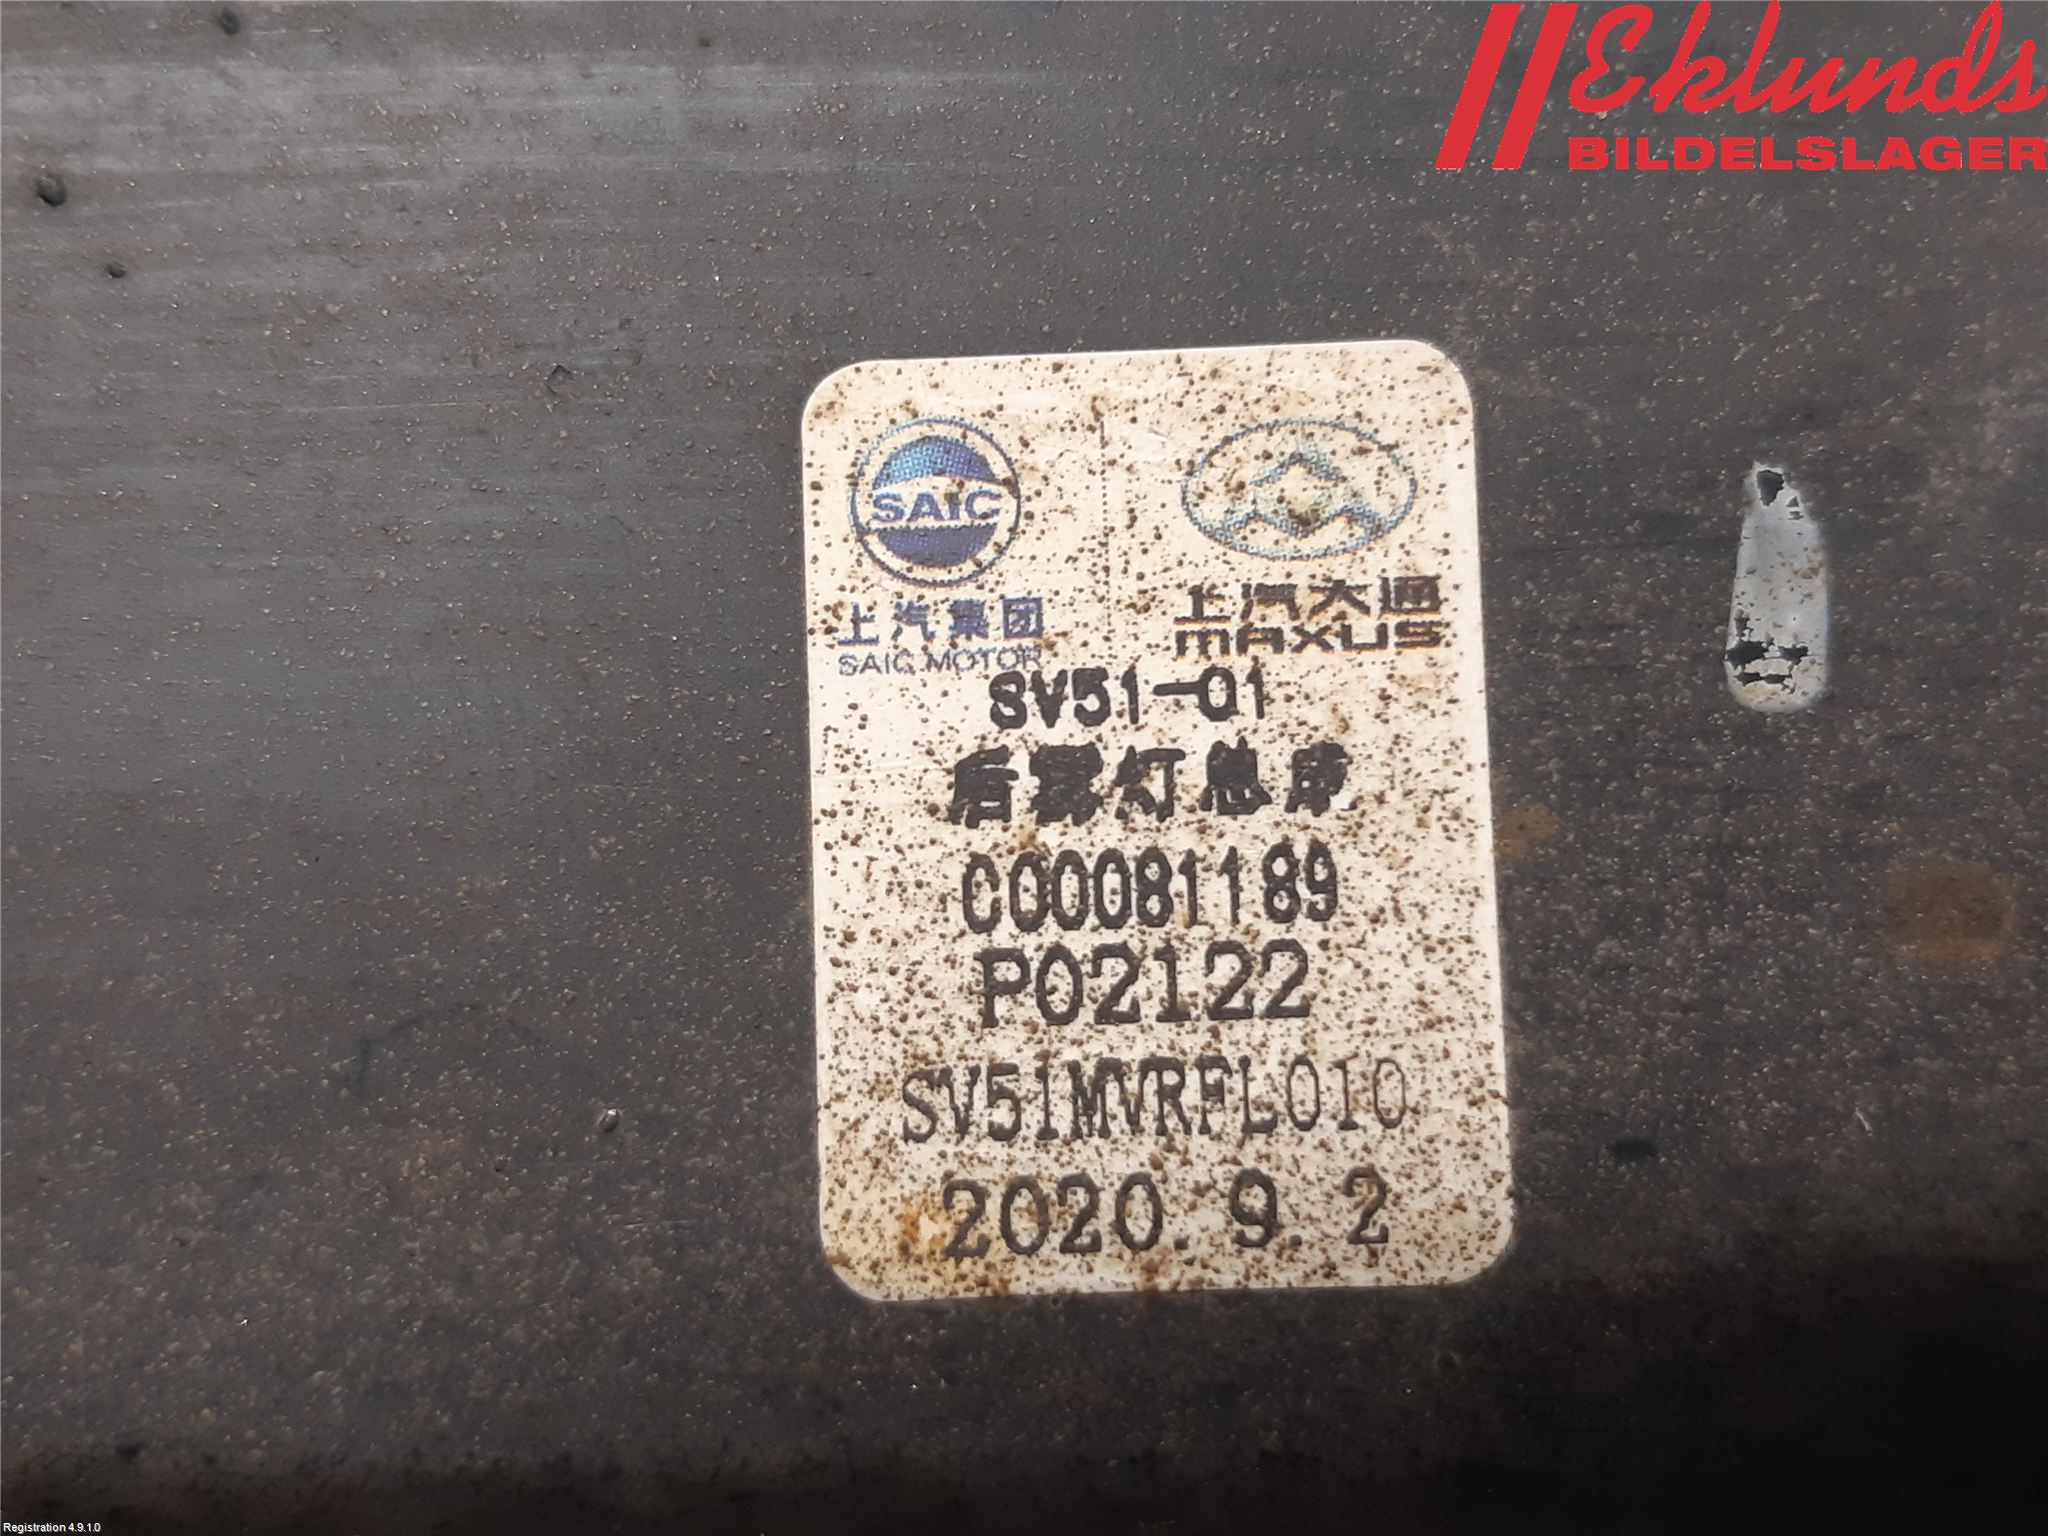 Eklunds
BILDELSLAGER
SAIC
上汽集团
SAIC MOTOR
上汽大通
MAXUS
SV51-01
后雾灯总成
C00081189
P02122
SV51MVRFL010
2020.9.2
Registration 4.9.1.0